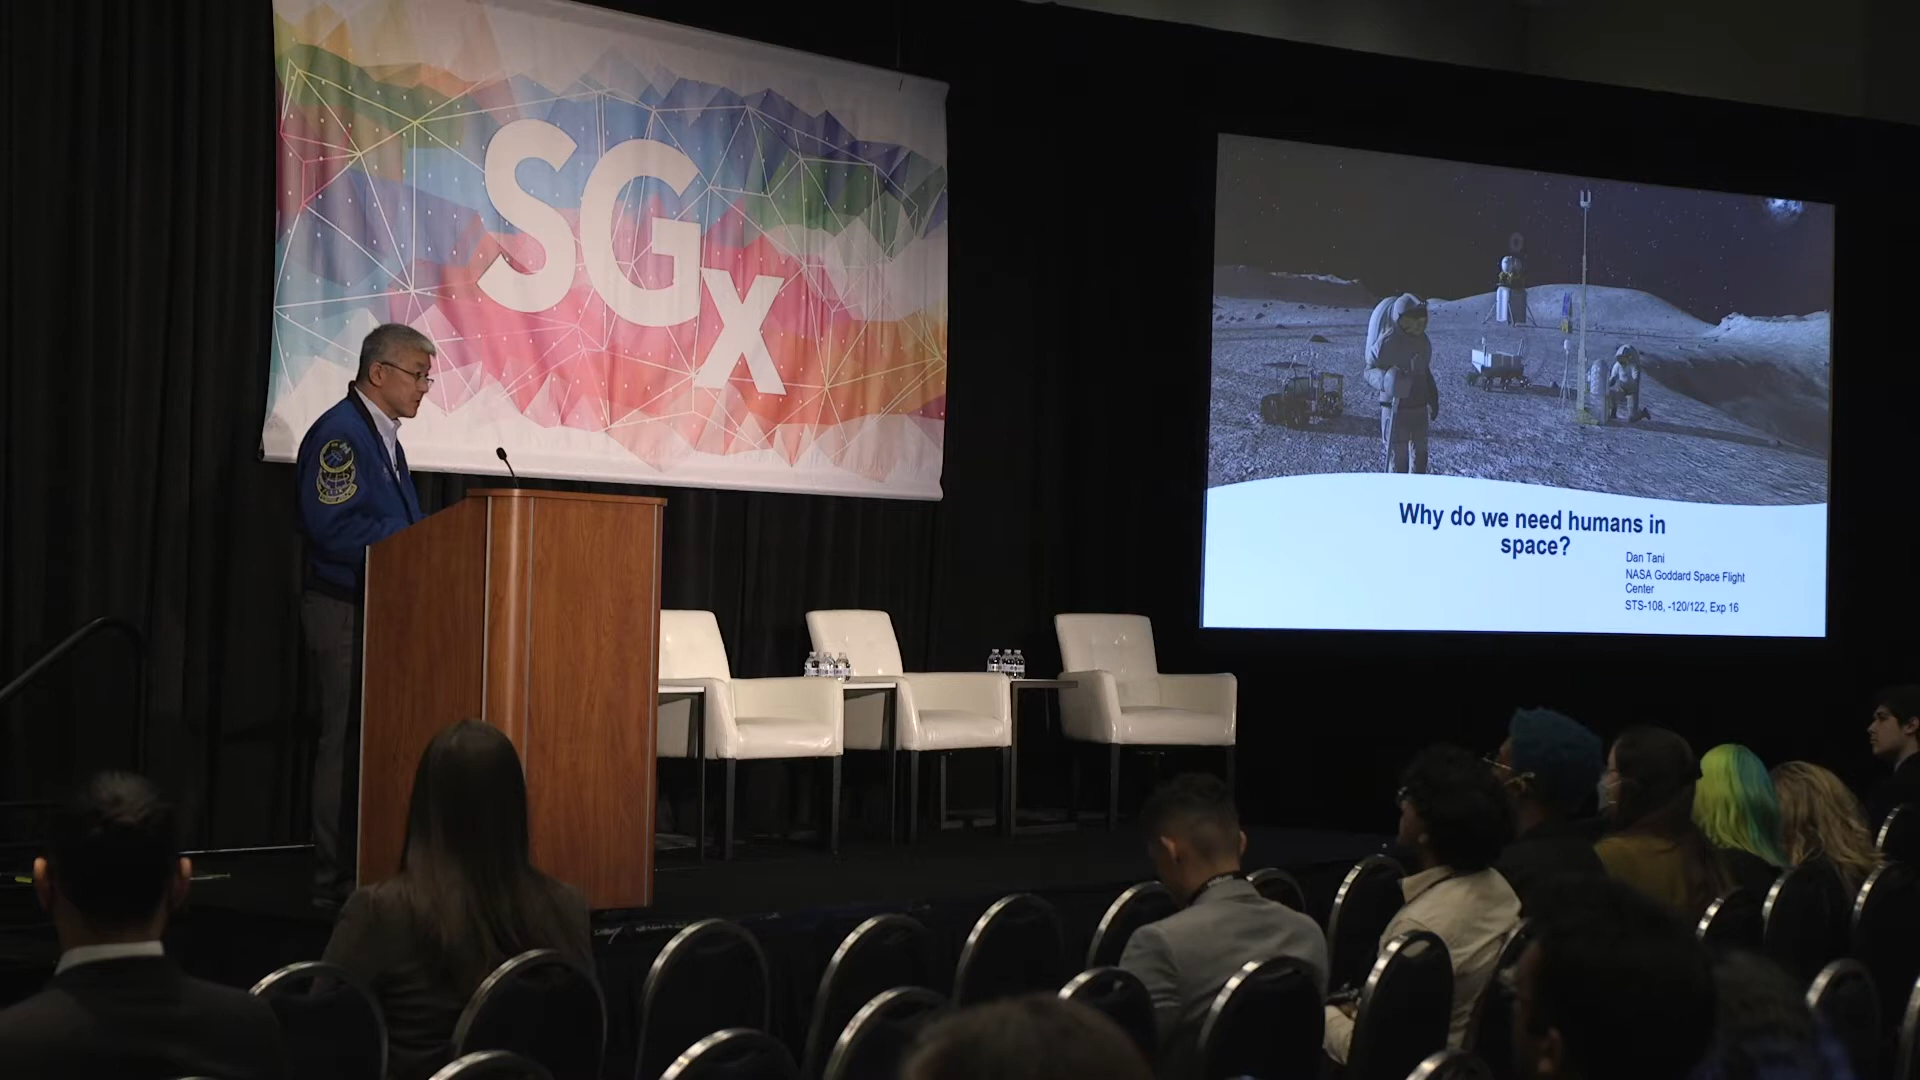 SGx
Why do we need humans in
space?
Dan Tani
NASA Goddard Space Flight
Center
STS-108, -120/122, Exp 16